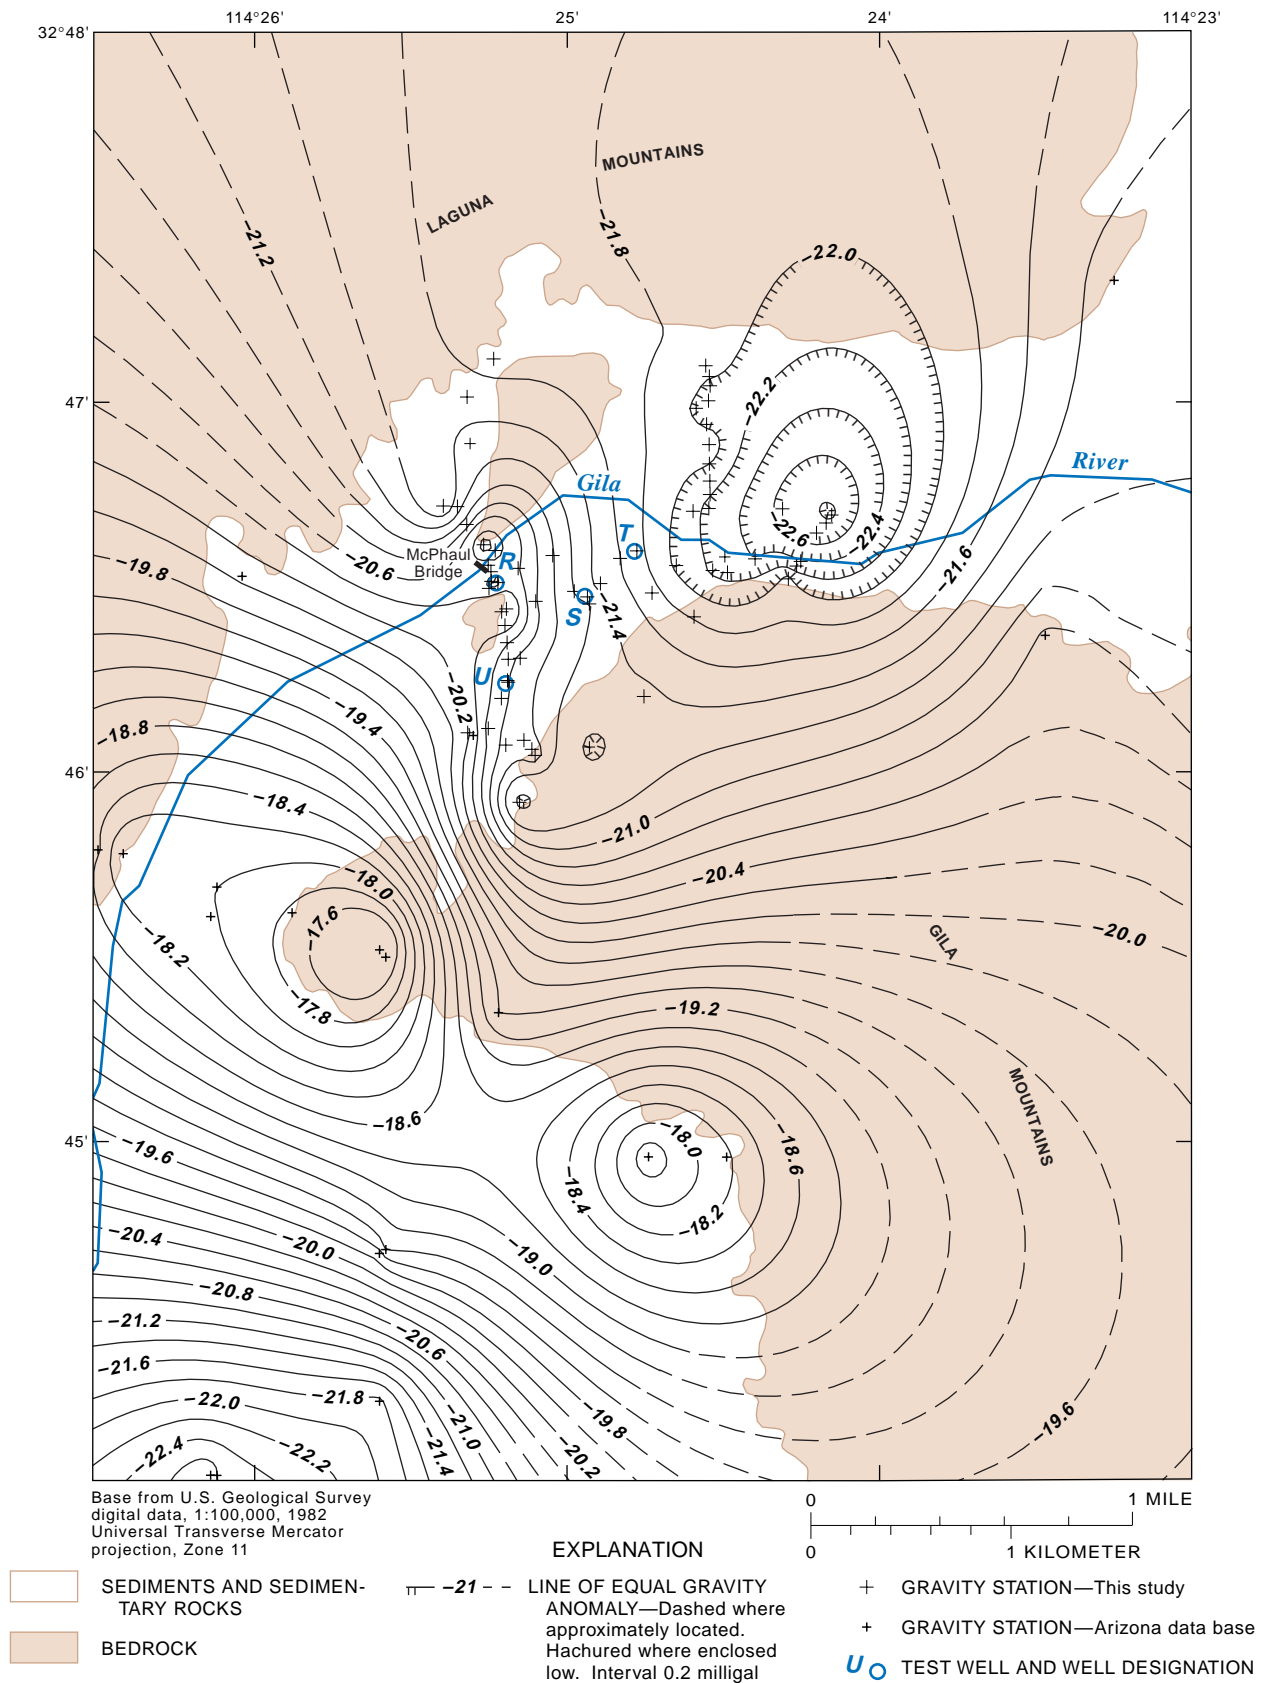 114°26'
25'
24'
114°23'
32°48'
MOUNTAINS
LAGUNA
–21.2
–21.8
–22.0
–22.2
47'
Gila
River
–22.6
–22.4
T
McPhaul
Bridge
R
–20.6
–19.8
–21.6
S
–21.4
U
–20.2
–19.4
–18.8
46'
–18.4
–21.0
–20.4
–18.0
–17.6
–18.2
GILA
–20.0
–17.8
–19.2
MOUNTAINS
–18.6
45'
–18.0
–18.6
–19.6
–18.4
–18.2
–20.4
–20.0
–19.0
–20.8
–21.2
–20.6
–21.6
–21.8
–22.0
–19.8
–19.6
–21.0
–22.4
–22.2
–21.4
–20.2
Base from U.S. Geological Survey
digital data, 1:100,000, 1982
Universal Transverse Mercator
projection, Zone 11
0
1 MILE
0
1 KILOMETER
EXPLANATION
SEDIMENTS AND SEDIMEN-
TARY ROCKS
BEDROCK
–21
LINE OF EQUAL GRAVITY
ANOMALY—Dashed where
approximately located.
Hachured where enclosed
low. Interval 0.2 milligal
GRAVITY STATION—This study
GRAVITY STATION—Arizona data base
U
TEST WELL AND WELL DESIGNATION